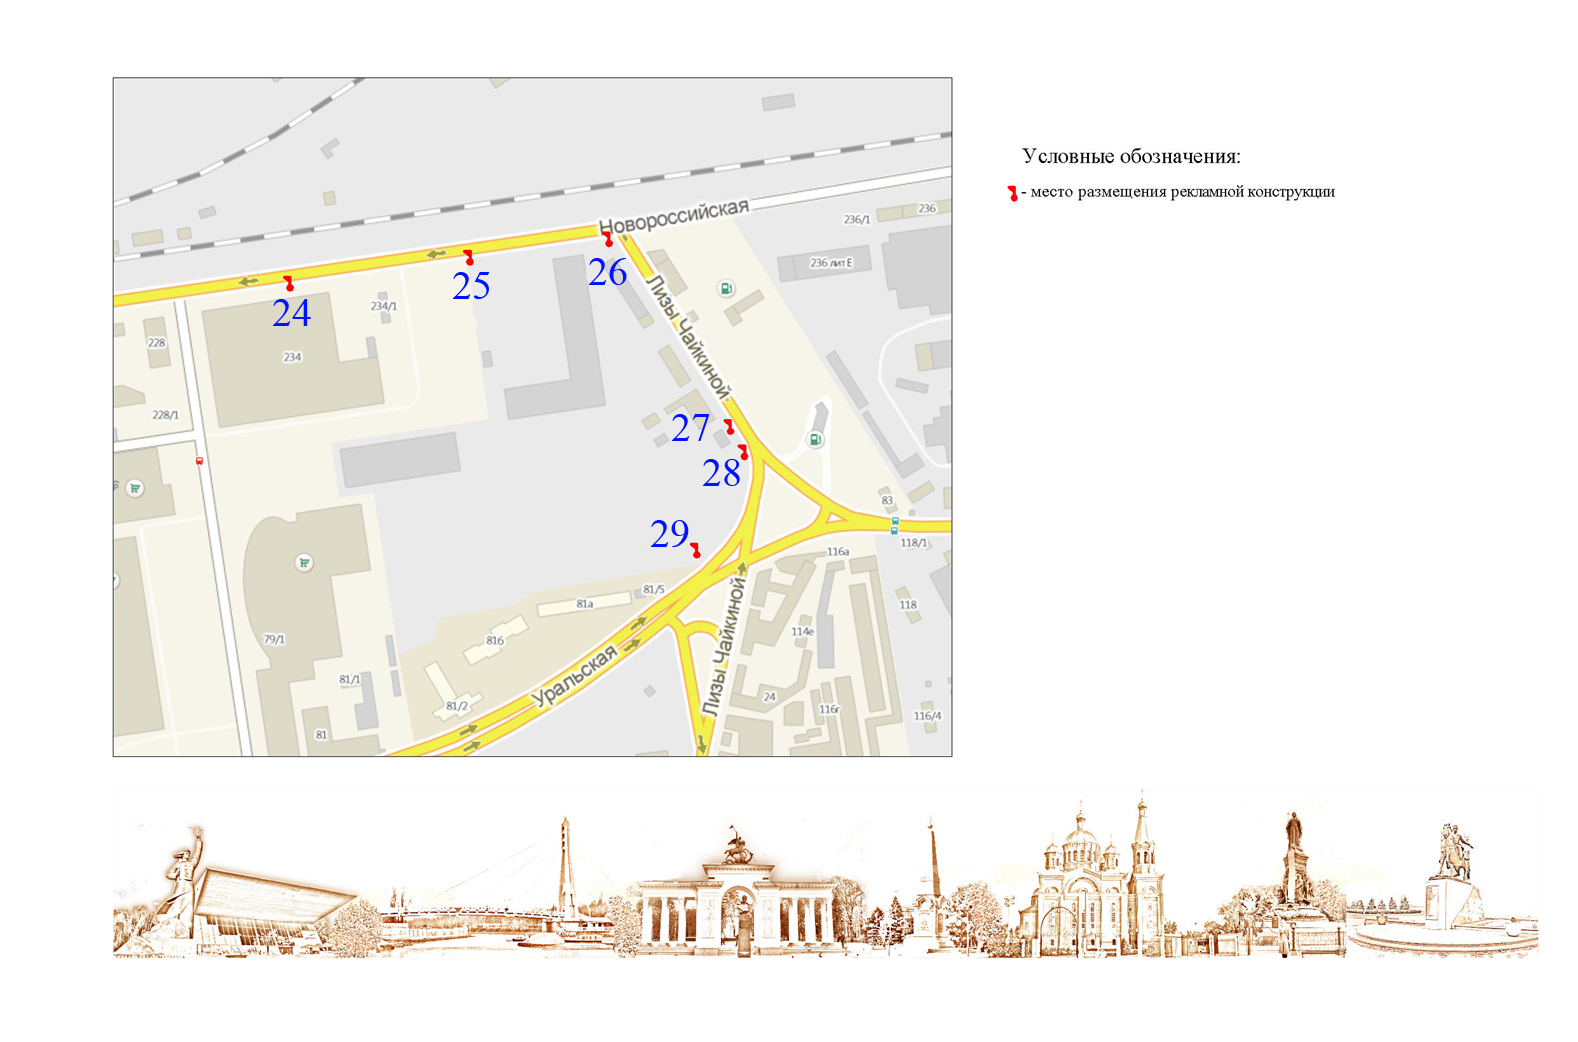 Условные обозначения:
- место размещения рекламной конструкции
Новороссийская
236/1
236
236 лит Е
26
25
24
234/1
Лизы Чайкиной
228
234
228/1
27
28
29
83
118/1
116а
81/5
81а
118
114е
816
79/1
Уральская
Лизы Чайкиной
81/1
24
81/2
116г
116/4
81